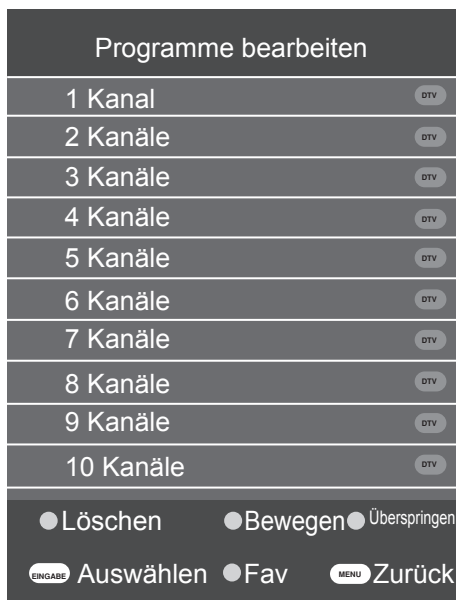 Programme bearbeiten
1 Kanal DTV
2 Kanäle DTV
3 Kanäle DTV
4 Kanäle DTV
5 Kanäle DTV
6 Kanäle DTV
7 Kanäle DTV
8 Kanäle DTV
9 Kanäle DTV
10 Kanäle DTV
Löschen Bewegen Überspringen
EINGABE Auswählen Fav MENU Zurück